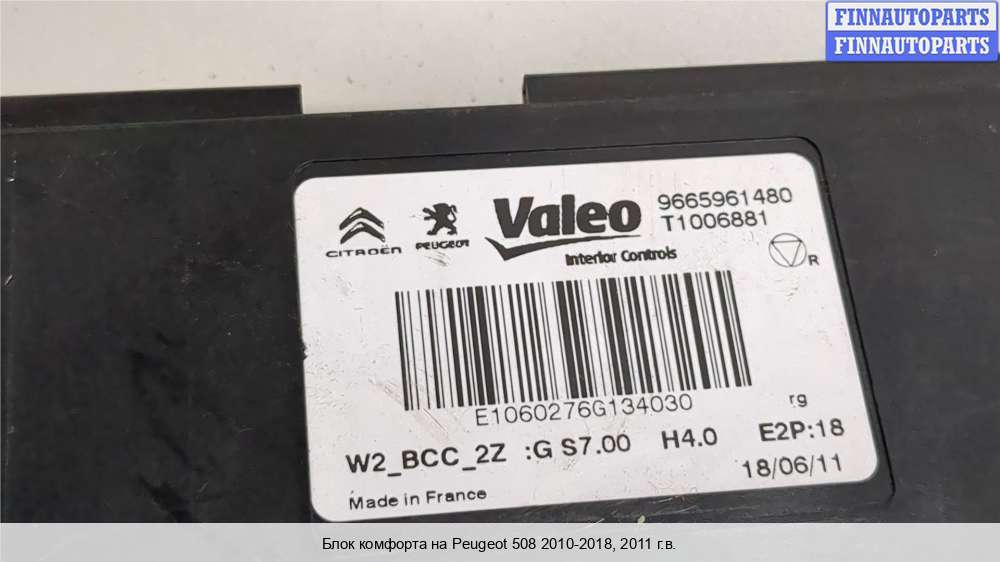 FINNAUTOPARTS
FINNAUTOPARTS
CITROËN PEUGEOT Valeo 9665961480
T1006881
Interior Controls
R
E1060276G134030
rg
W2_BCC_2Z :G S7.00 H4.0 E2P:18
18/06/11
Made in France
Блок комфорта на Peugeot 508 2010-2018, 2011 г.в.